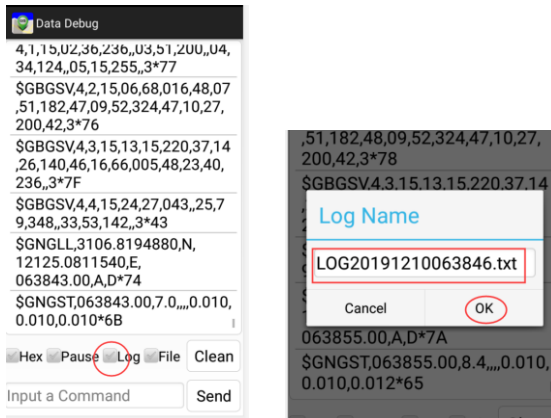 Data Debug
4,1,15,02,36,236,,03,51,200,,04,
34,124,,05,15,255,,3*77
$GBGSV,4,2,15,06,68,016,48,07
,51,182,47,09,52,324,47,10,27,
200,42,3*76
$GBGSV,4,3,15,13,15,220,37,14
,26,140,46,16,66,005,48,23,40,
236,,3*7F
$GBGSV,4,4,15,24,27,043,,25,7
9,348,,33,53,142,,3*43
$GNGLL,3106.8194880,N,
12125.0811540,E,
063843.00,A,D*74
$GNGST,063843.00,7.0,,,,0.010,
0.010,0.010*6B
Hex Pause Log File Clean
Input a Command Send
,51,182,48,09,52,324,47,10,27,
200,42,3*78
$GBGSV,4,3,15,13,15,220,37,14
Log Name
LOG20191210063846.txt
Cancel OK
063855.00,A,D*7A
$GNGST,063855.00,8.4,,,,0.010,
0.010,0.012*65